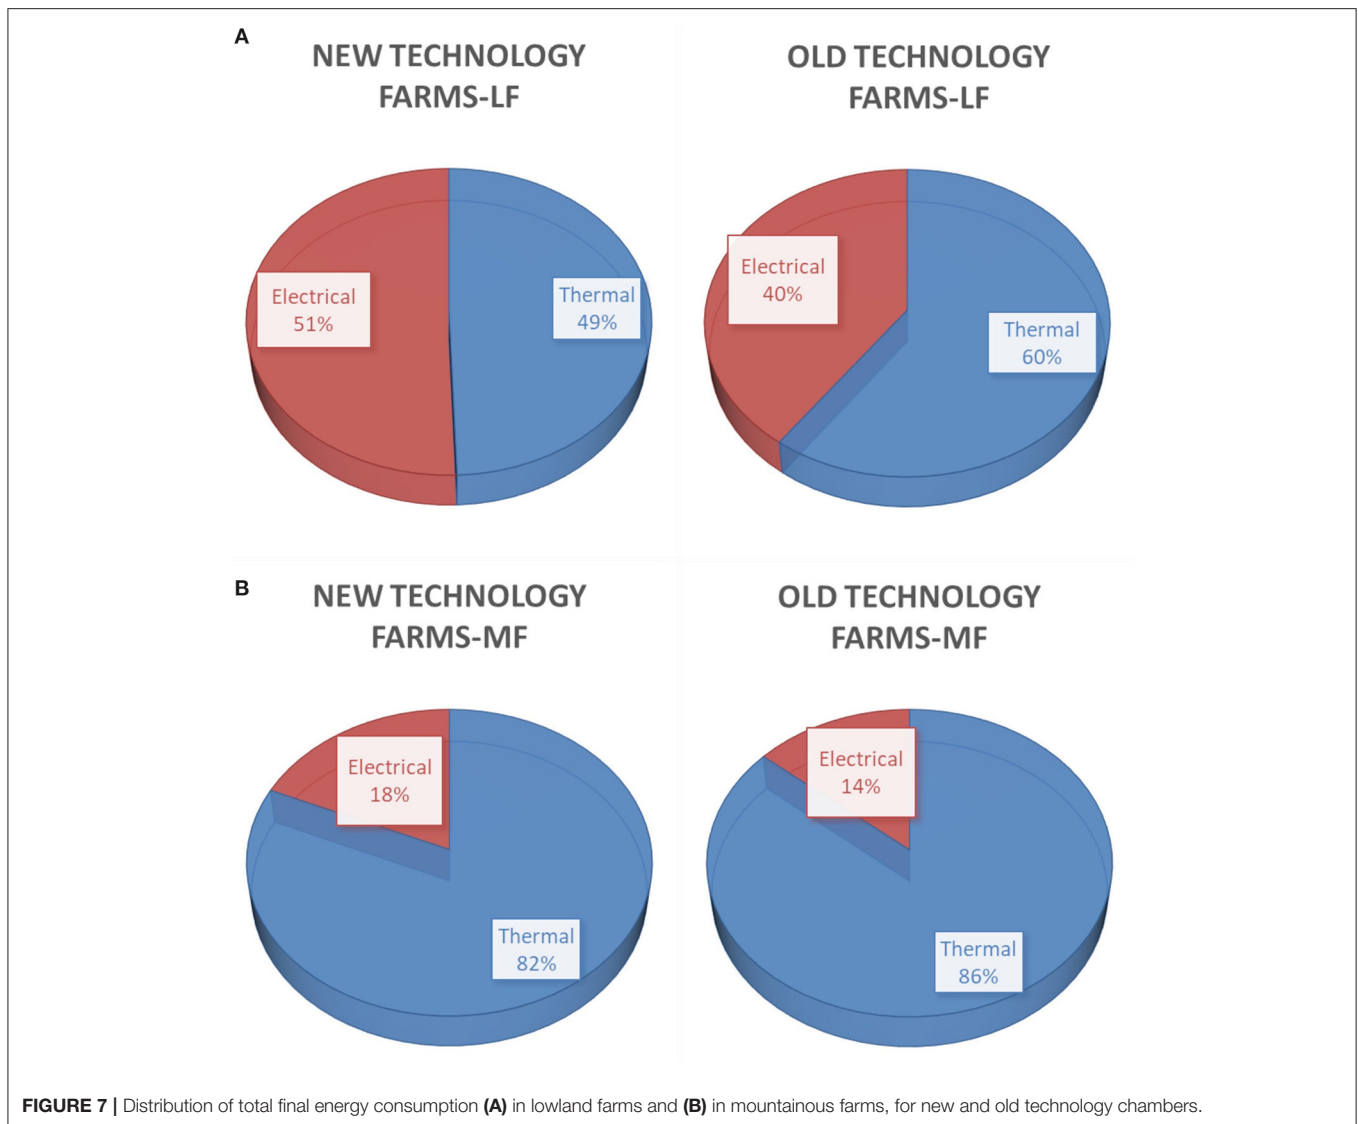 A
NEW TECHNOLOGY
FARMS-LF
OLD TECHNOLOGY
FARMS-LF
Electrical
51%
Thermal
49%
Electrical
40%
Thermal
60%
B
NEW TECHNOLOGY
FARMS-MF
OLD TECHNOLOGY
FARMS-MF
Electrical
18%
Thermal
82%
Electrical
14%
Thermal
86%
FIGURE 7 | Distribution of total final energy consumption (A) in lowland farms and (B) in mountainous farms, for new and old technology chambers.